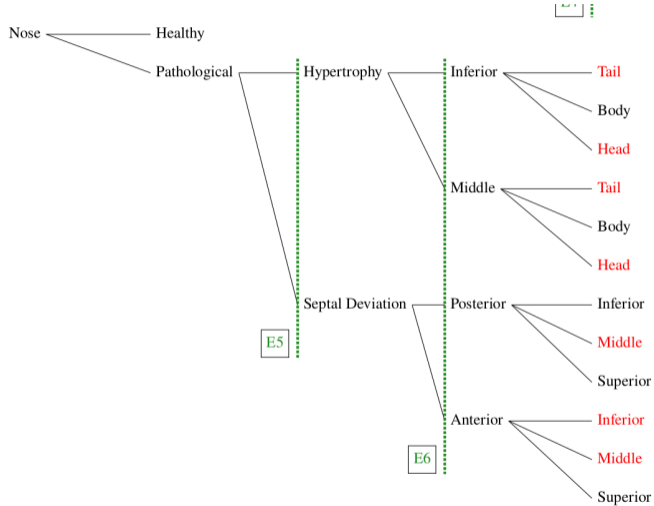 Nose Healthy
Pathological Hypertrophy Inferior Tail
Body
Head
Middle Tail
Body
Head
Septal Deviation Posterior Inferior
E5 Middle
Superior
Anterior Inferior
E6 Middle
Superior